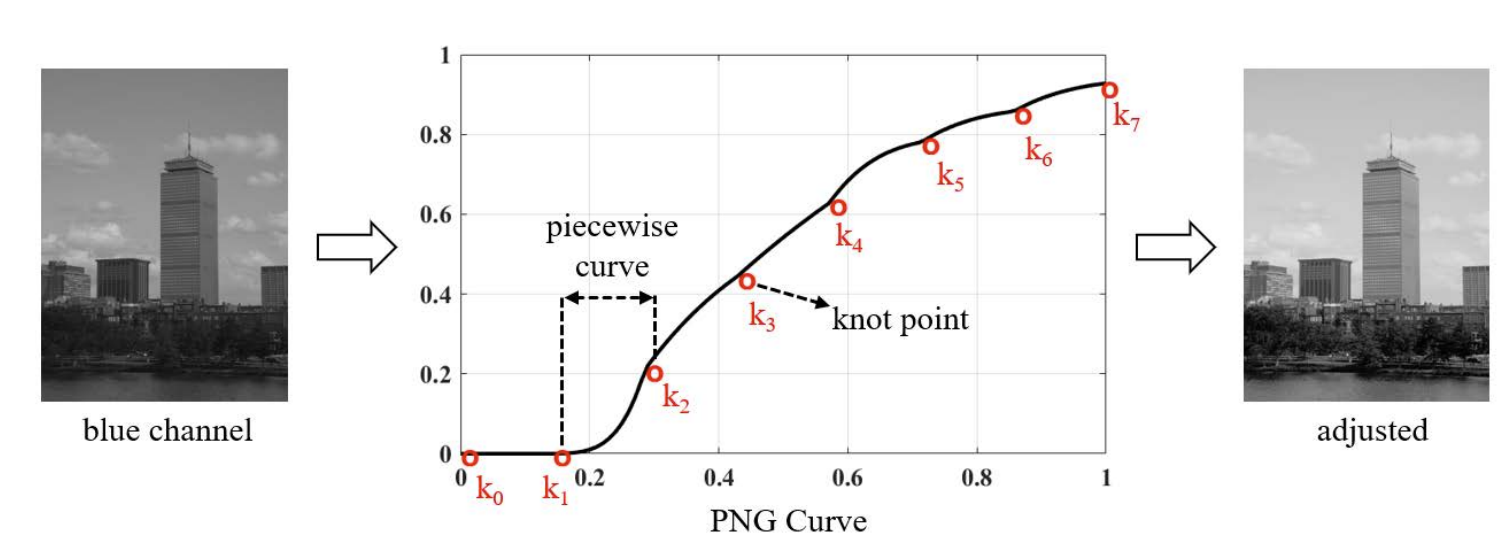 1
0.8
0.6
0.4
0.2
0
0 0.2 0.4 0.6 0.8 1
piecewise
curve
knot point
k0
k1
k2
k3
k4
k5
k6
k7
blue channel
PNG Curve
adjusted